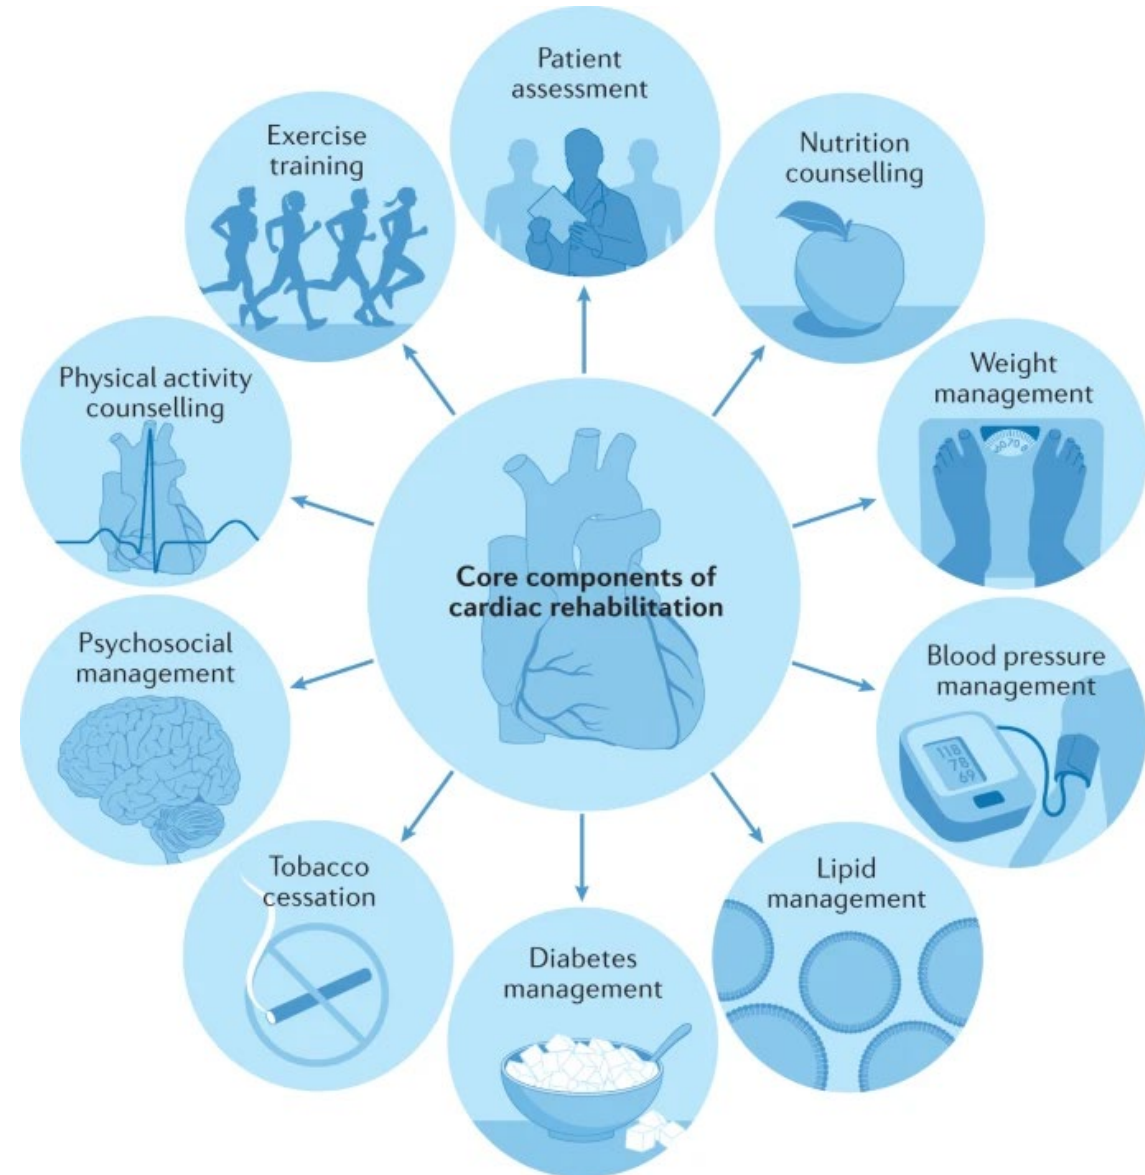 Patient
assessment
Nutrition
counselling
Weight
management
Blood pressure
management
118
78
69
Lipid
management
Diabetes
management
Tobacco
cessation
Psychosocial
management
Physical activity
counselling
Exercise
training
Core components of
cardiac rehabilitation